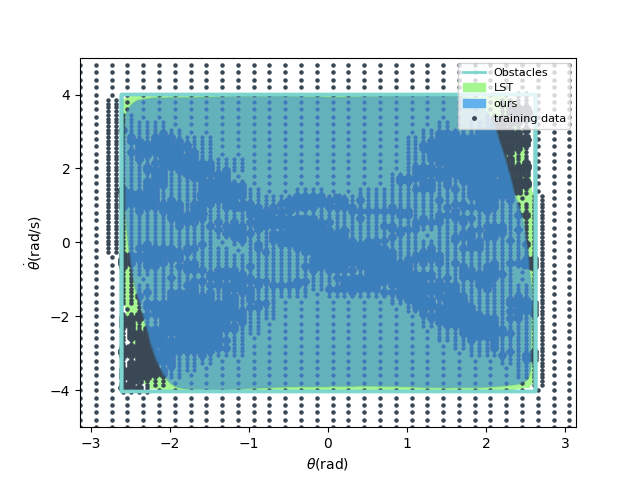 Obstacles
LST
ours
training data
4
2
0
−2
−4
θ̇(rad/s)
−3
−2
−1
0
1
2
3
θ(rad)